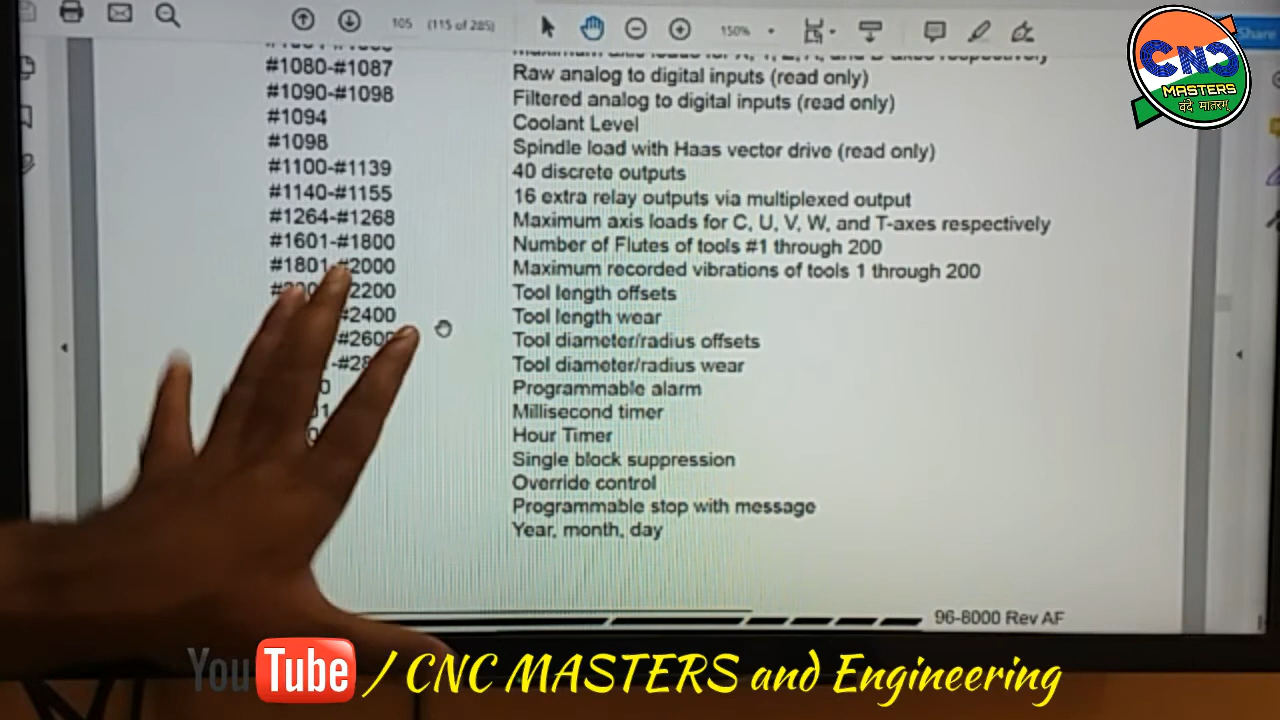 105 (115 of 285) 150% Share
CNC
MASTERS
वंदे मातरम्
#1080-#1087 Raw analog to digital inputs (read only)
#1090-#1098 Filtered analog to digital inputs (read only)
#1094 Coolant Level
#1098 Spindle load with Haas vector drive (read only)
#1100-#1139 40 discrete outputs
#1140-#1155 16 extra relay outputs via multiplexed output
#1264-#1268 Maximum axis loads for C, U, V, W, and T-axes respectively
#1601-#1800 Number of Flutes of tools #1 through 200
#1801-#2000 Maximum recorded vibrations of tools 1 through 200
2200 Tool length offsets
#2400 Tool length wear
#2600 Tool diameter/radius offsets
Tool diameter/radius wear
Programmable alarm
Millisecond timer
Hour Timer
Single block suppression
Override control
Programmable stop with message
Year, month, day
96-8000 Rev AF
YouTube / CNC MASTERS and Engineering